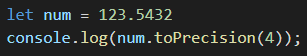 let num = 123.5432
console.log(num.toPrecision(4));